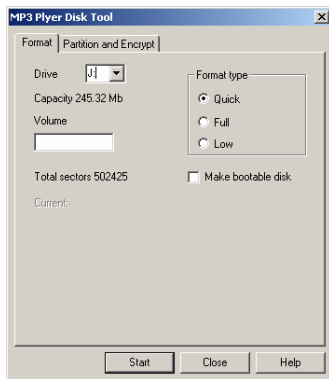 MP3 Plyer Disk Tool
Format
Partition and Encrypt
Drive
J:
Format type
Capacity 245.32 Mb
Quick
Volume
Full
Low
Total sectors 502425
Make bootable disk
Current:
Start
Close
Help